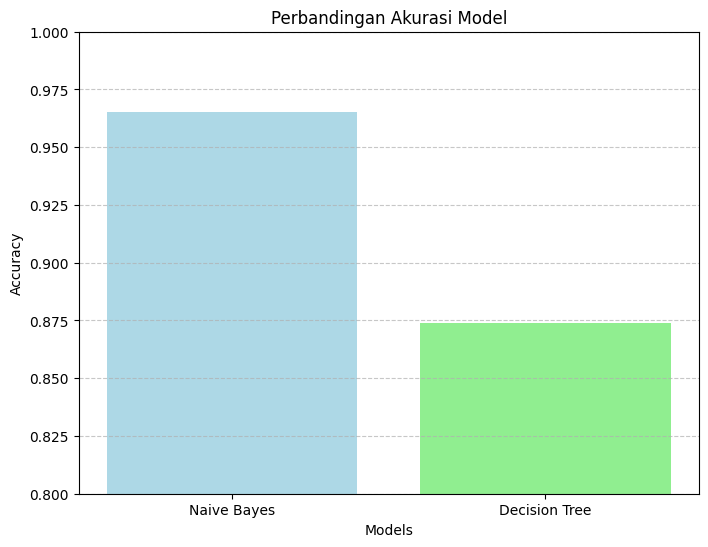 Perbandingan Akurasi Model
1.000
0.975
0.950
0.925
0.900
0.875
0.850
0.825
0.800
Accuracy
Naive Bayes
Decision Tree
Models